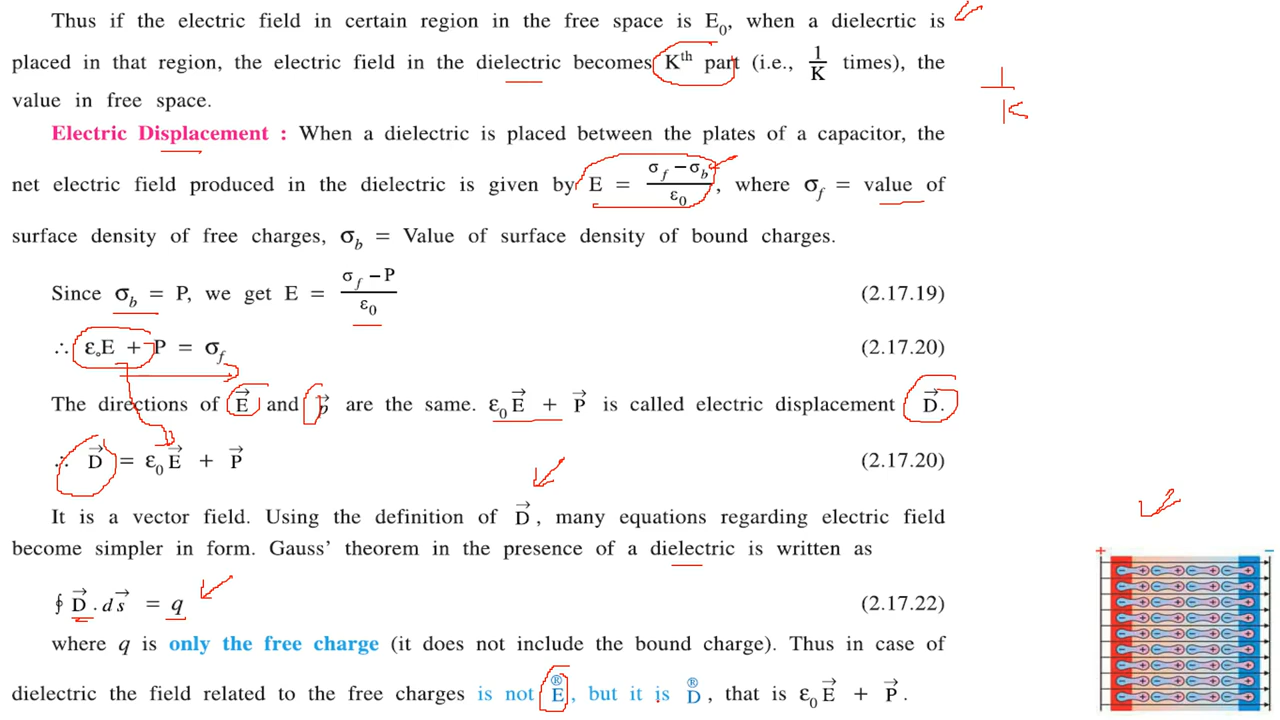 Thus if the electric field in certain region in the free space is E₀, when a dielecrtic is
placed in that region, the electric field in the dielectric becomes Kᵗʰ part (i.e., 1/K times), the
value in free space.
1/K
Electric Displacement : When a dielectric is placed between the plates of a capacitor, the
net electric field produced in the dielectric is given by E = (σf − σb)/ε₀, where σf = value of
surface density of free charges, σb = Value of surface density of bound charges.
Since σb = P, we get E = (σf − P)/ε₀ (2.17.19)
∴ ε₀E + P = σf (2.17.20)
The directions of E⃗ and p⃗ are the same. ε₀E⃗ + P⃗ is called electric displacement D⃗.
∴ D⃗ = ε₀E⃗ + P⃗ (2.17.20)
It is a vector field. Using the definition of D⃗, many equations regarding electric field
become simpler in form. Gauss' theorem in the presence of a dielectric is written as
∮ D⃗ . ds⃗ = q (2.17.22)
where q is only the free charge (it does not include the bound charge). Thus in case of
dielectric the field related to the free charges is not E®, but it is D®, that is ε₀E⃗ + P⃗.